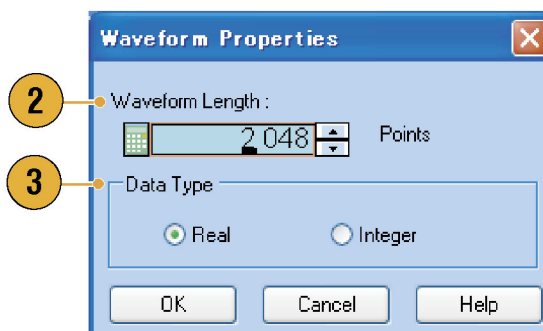 Waveform Properties
2
Waveform Length :
2 048
Points
3
Data Type
Real
Integer
OK
Cancel
Help